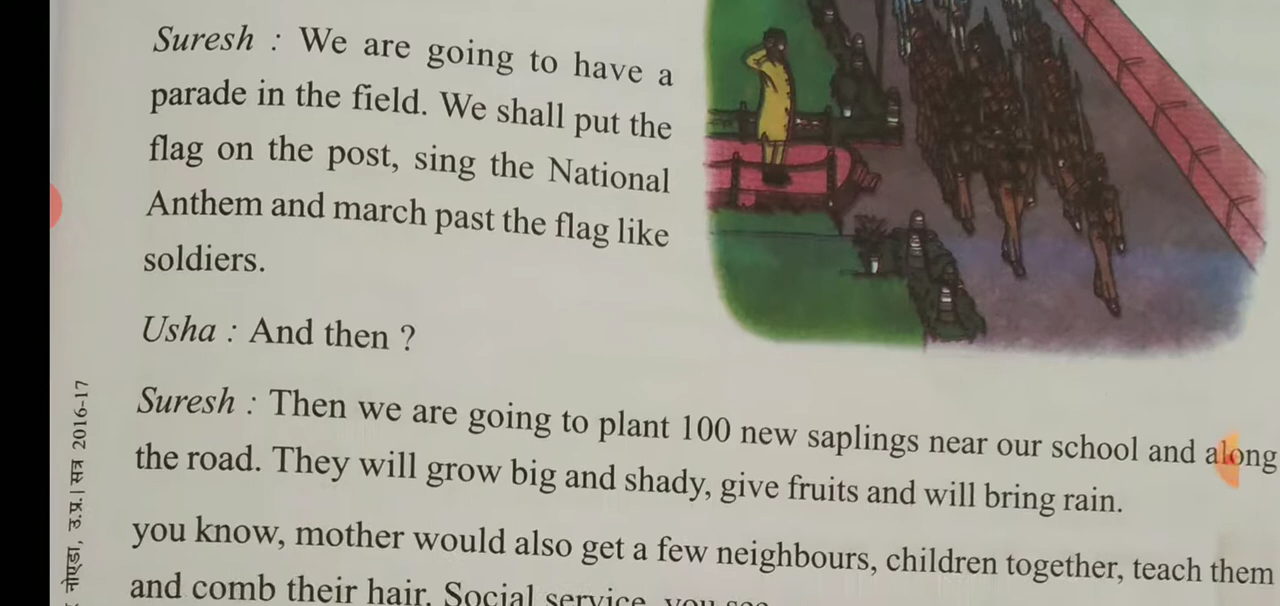 Suresh : We are going to have a
parade in the field. We shall put the
flag on the post, sing the National
Anthem and march past the flag like
soldiers.
Usha : And then ?
Suresh : Then we are going to plant 100 new saplings near our school and along
the road. They will grow big and shady, give fruits and will bring rain.
you know, mother would also get a few neighbours, children together, teach them
and comb their hair. Social service, you see
नोएडा, उ.प्र.। सत्र 2016-17